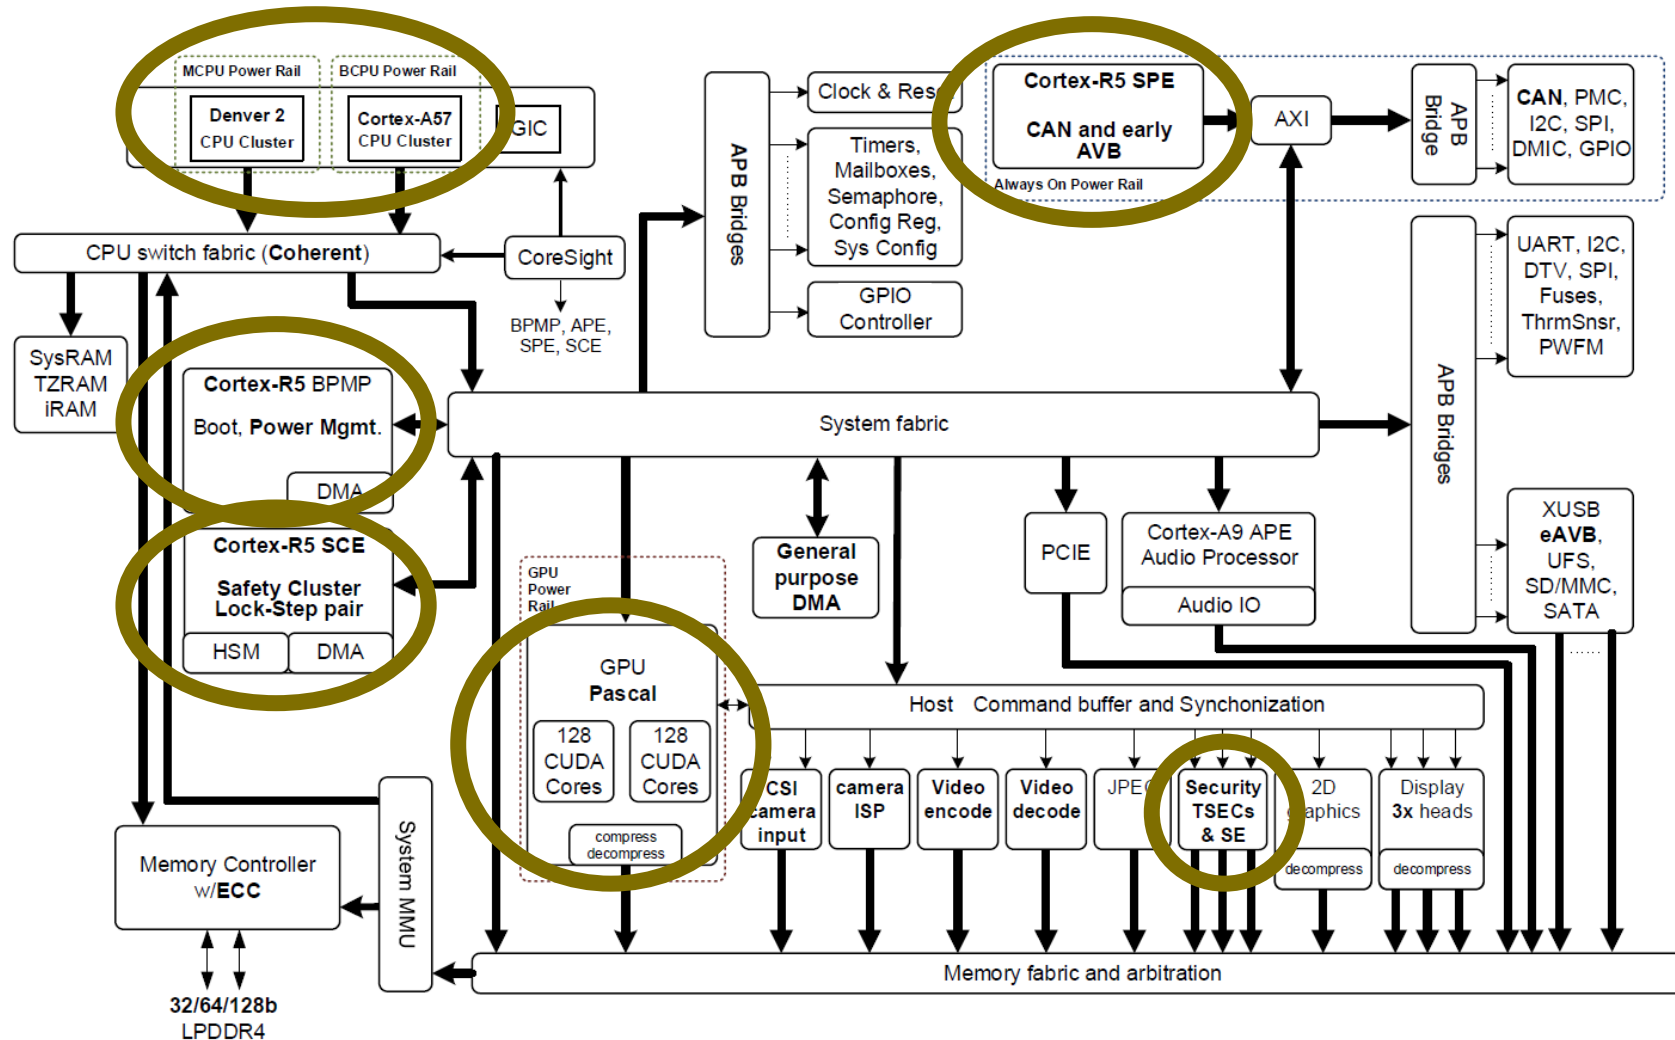 MCPU Power Rail
BCPU Power Rail
Denver 2
CPU Cluster
Cortex-A57
CPU Cluster
GIC
CPU switch fabric (Coherent)
CoreSight
BPMP, APE,
SPE, SCE
SysRAM
TZRAM
iRAM
Cortex-R5 BPMP
Boot, Power Mgmt.
DMA
Cortex-R5 SCE
Safety Cluster
Lock-Step pair
HSM
DMA
APB Bridges
Clock & Rese
Timers,
Mailboxes,
Semaphore,
Config Reg,
Sys Config
GPIO
Controller
Cortex-R5 SPE
CAN and early
AVB
Always On Power Rail
AXI
APB
Bridge
CAN, PMC,
I2C, SPI,
DMIC, GPIO
APB Bridges
UART, I2C,
DTV, SPI,
Fuses,
ThrmSnsr,
PWFM
XUSB
eAVB,
UFS,
SD/MMC,
SATA
System fabric
General
purpose
DMA
PCIE
Cortex-A9 APE
Audio Processor
Audio IO
GPU
Power
Rail
GPU
Pascal
128
CUDA
Cores
128
CUDA
Cores
compress
decompress
Host Command buffer and Synchonization
CSI
camera
input
camera
ISP
Video
encode
Video
decode
JPEG
Security
TSECs
& SE
2D
graphics
decompress
Display
3x heads
decompress
Memory Controller
w/ECC
System MMU
32/64/128b
LPDDR4
Memory fabric and arbitration